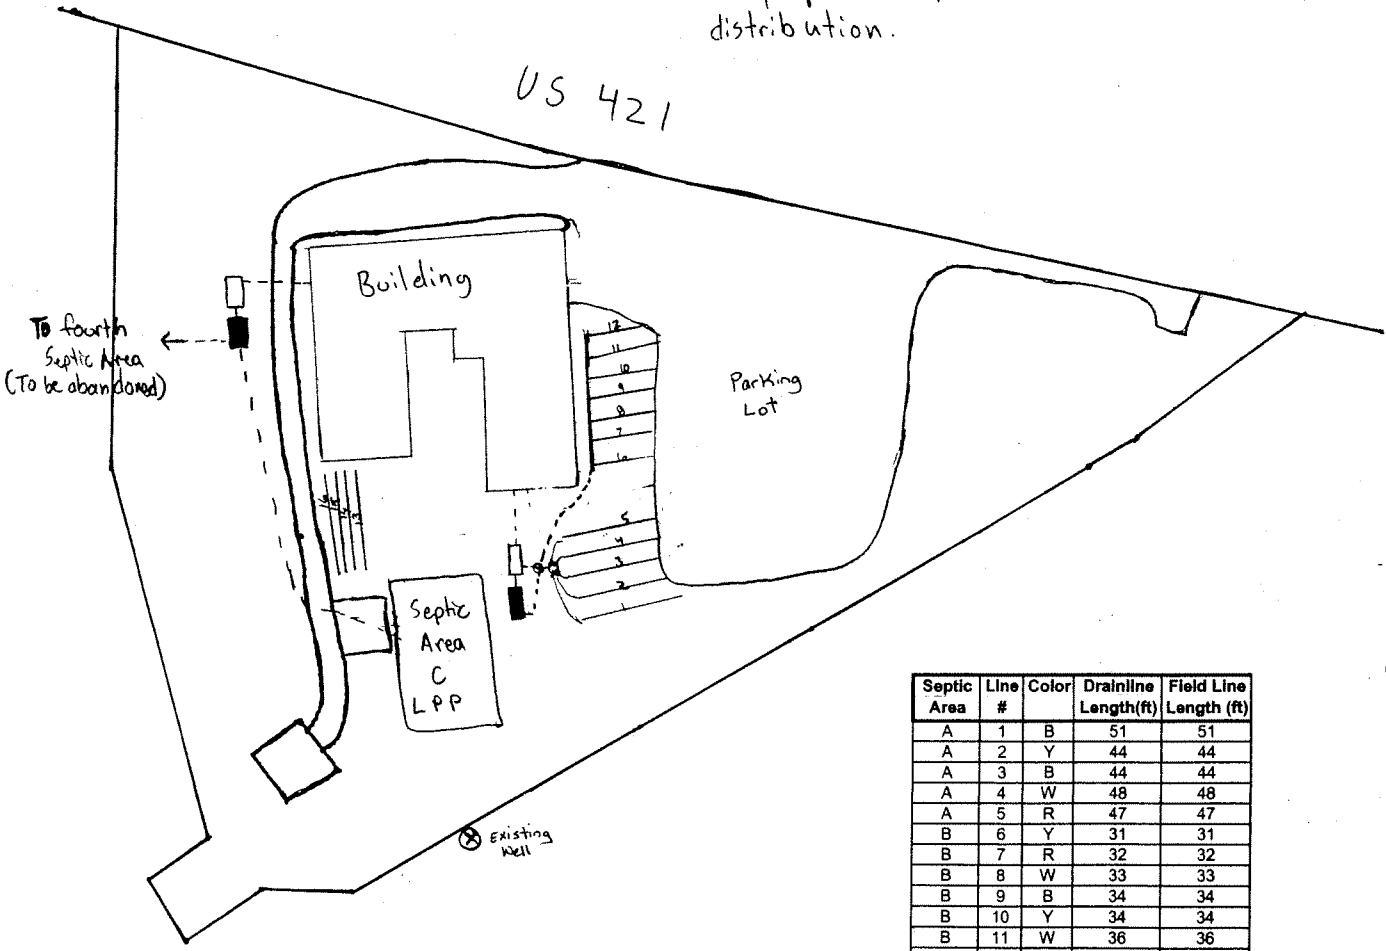 distribution.
US 421
Building
To fourth
Septic Area
(To be abandoned)
12
11
10
9
8
7
6
Parking
Lot
5
4
3
2
1
Septic
Area
C
LPP
Existing
Well
Septic Area | Line # | Color | Drainline Length(ft) | Field Line Length (ft)
A 1 B 51 51
A 2 Y 44 44
A 3 B 44 44
A 4 W 48 48
A 5 R 47 47
B 6 Y 31 31
B 7 R 32 32
B 8 W 33 33
B 9 B 34 34
B 10 Y 34 34
B 11 W 36 36